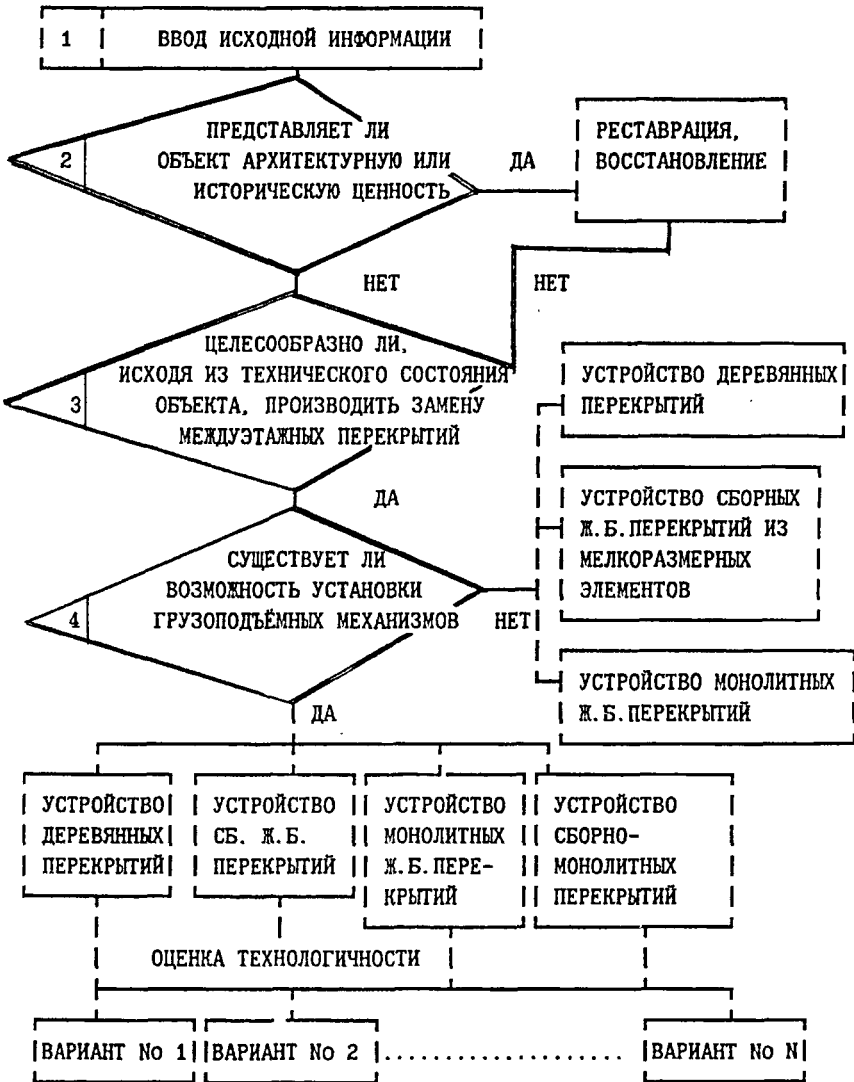 1 ВВОД ИСХОДНОЙ ИНФОРМАЦИИ
2
ПРЕДСТАВЛЯЕТ ЛИ
ОБЪЕКТ АРХИТЕКТУРНУЮ ИЛИ
ИСТОРИЧЕСКУЮ ЦЕННОСТЬ
ДА
РЕСТАВРАЦИЯ,
ВОССТАНОВЛЕНИЕ
НЕТ
НЕТ
3
ЦЕЛЕСООБРАЗНО ЛИ,
ИСХОДЯ ИЗ ТЕХНИЧЕСКОГО СОСТОЯНИЯ
ОБЪЕКТА, ПРОИЗВОДИТЬ ЗАМЕНУ
МЕЖДУЭТАЖНЫХ ПЕРЕКРЫТИЙ
ДА
УСТРОЙСТВО ДЕРЕВЯННЫХ
ПЕРЕКРЫТИЙ
УСТРОЙСТВО СБОРНЫХ
Ж.Б.ПЕРЕКРЫТИЙ ИЗ
МЕЛКОРАЗМЕРНЫХ
ЭЛЕМЕНТОВ
4
СУЩЕСТВУЕТ ЛИ
ВОЗМОЖНОСТЬ УСТАНОВКИ
ГРУЗОПОДЪЁМНЫХ МЕХАНИЗМОВ
НЕТ
УСТРОЙСТВО МОНОЛИТНЫХ
Ж.Б.ПЕРЕКРЫТИЙ
ДА
УСТРОЙСТВО
ДЕРЕВЯННЫХ
ПЕРЕКРЫТИЙ
УСТРОЙСТВО
СБ. Ж.Б.
ПЕРЕКРЫТИЙ
УСТРОЙСТВО
МОНОЛИТНЫХ
Ж.Б.ПЕРЕ-
КРЫТИЙ
УСТРОЙСТВО
СБОРНО-
МОНОЛИТНЫХ
ПЕРЕКРЫТИЙ
ОЦЕНКА ТЕХНОЛОГИЧНОСТИ
ВАРИАНТ No 1 ВАРИАНТ No 2 ..................... ВАРИАНТ No N